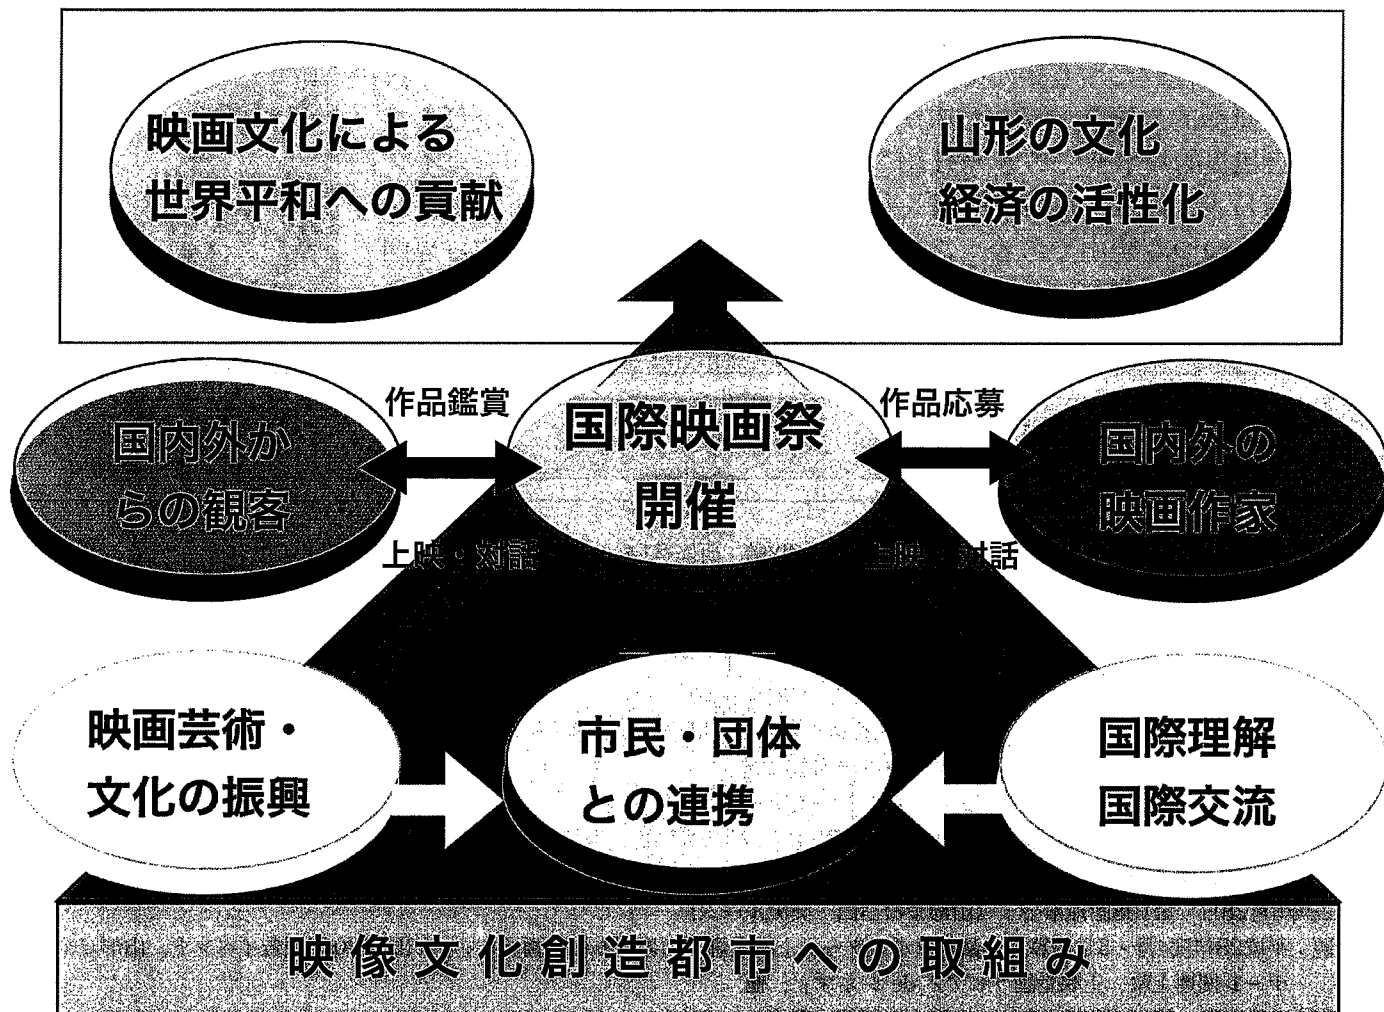 映画文化による
世界平和への貢献
山形の文化
経済の活性化
国内外か
らの観客
作品鑑賞
上映・対話
国際映画祭
開催
作品応募
上映・対話
国内外の
映画作家
映画芸術・
文化の振興
市民・団体
との連携
国際理解
国際交流
映像文化創造都市への取組み